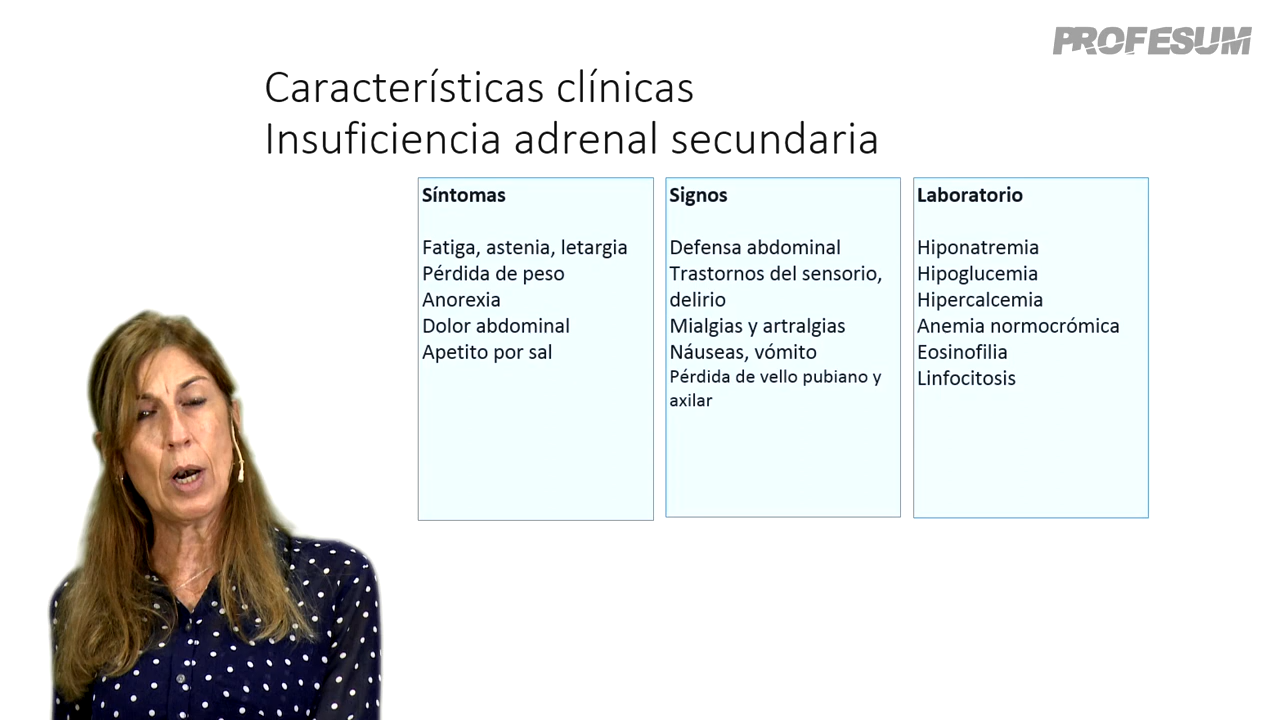 PROFESUM
Características clínicas
Insuficiencia adrenal secundaria
Síntomas
Fatiga, astenia, letargia
Pérdida de peso
Anorexia
Dolor abdominal
Apetito por sal
Signos
Defensa abdominal
Trastornos del sensorio,
delirio
Mialgias y artralgias
Náuseas, vómito
Pérdida de vello pubiano y
axilar
Laboratorio
Hiponatremia
Hipoglucemia
Hipercalcemia
Anemia normocrómica
Eosinofilia
Linfocitosis